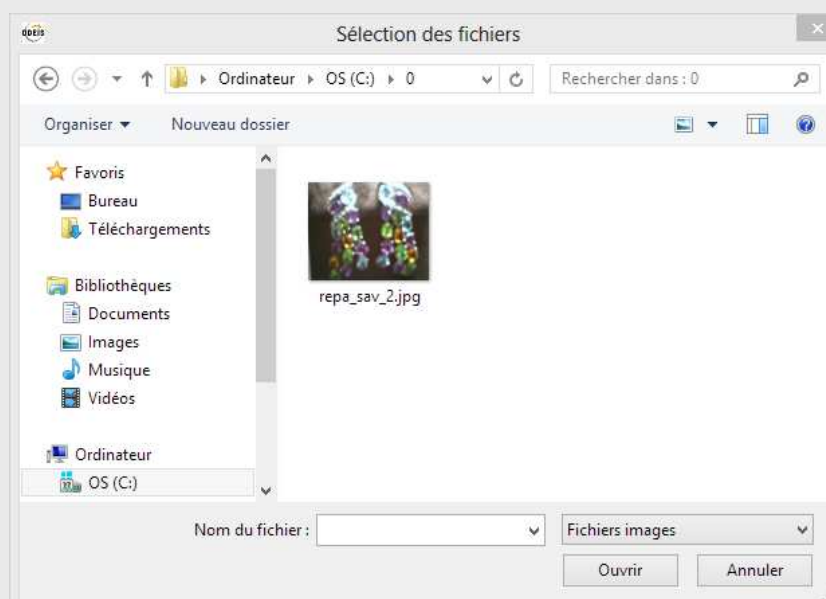 ODEIS
Sélection des fichiers
Ordinateur OS (C:) 0
Rechercher dans : 0
Organiser
Nouveau dossier
Favoris
Bureau
Téléchargements
Bibliothèques
Documents
Images
Musique
Vidéos
Ordinateur
OS (C:)
repa_sav_2.jpg
Nom du fichier :
Fichiers images
Ouvrir
Annuler